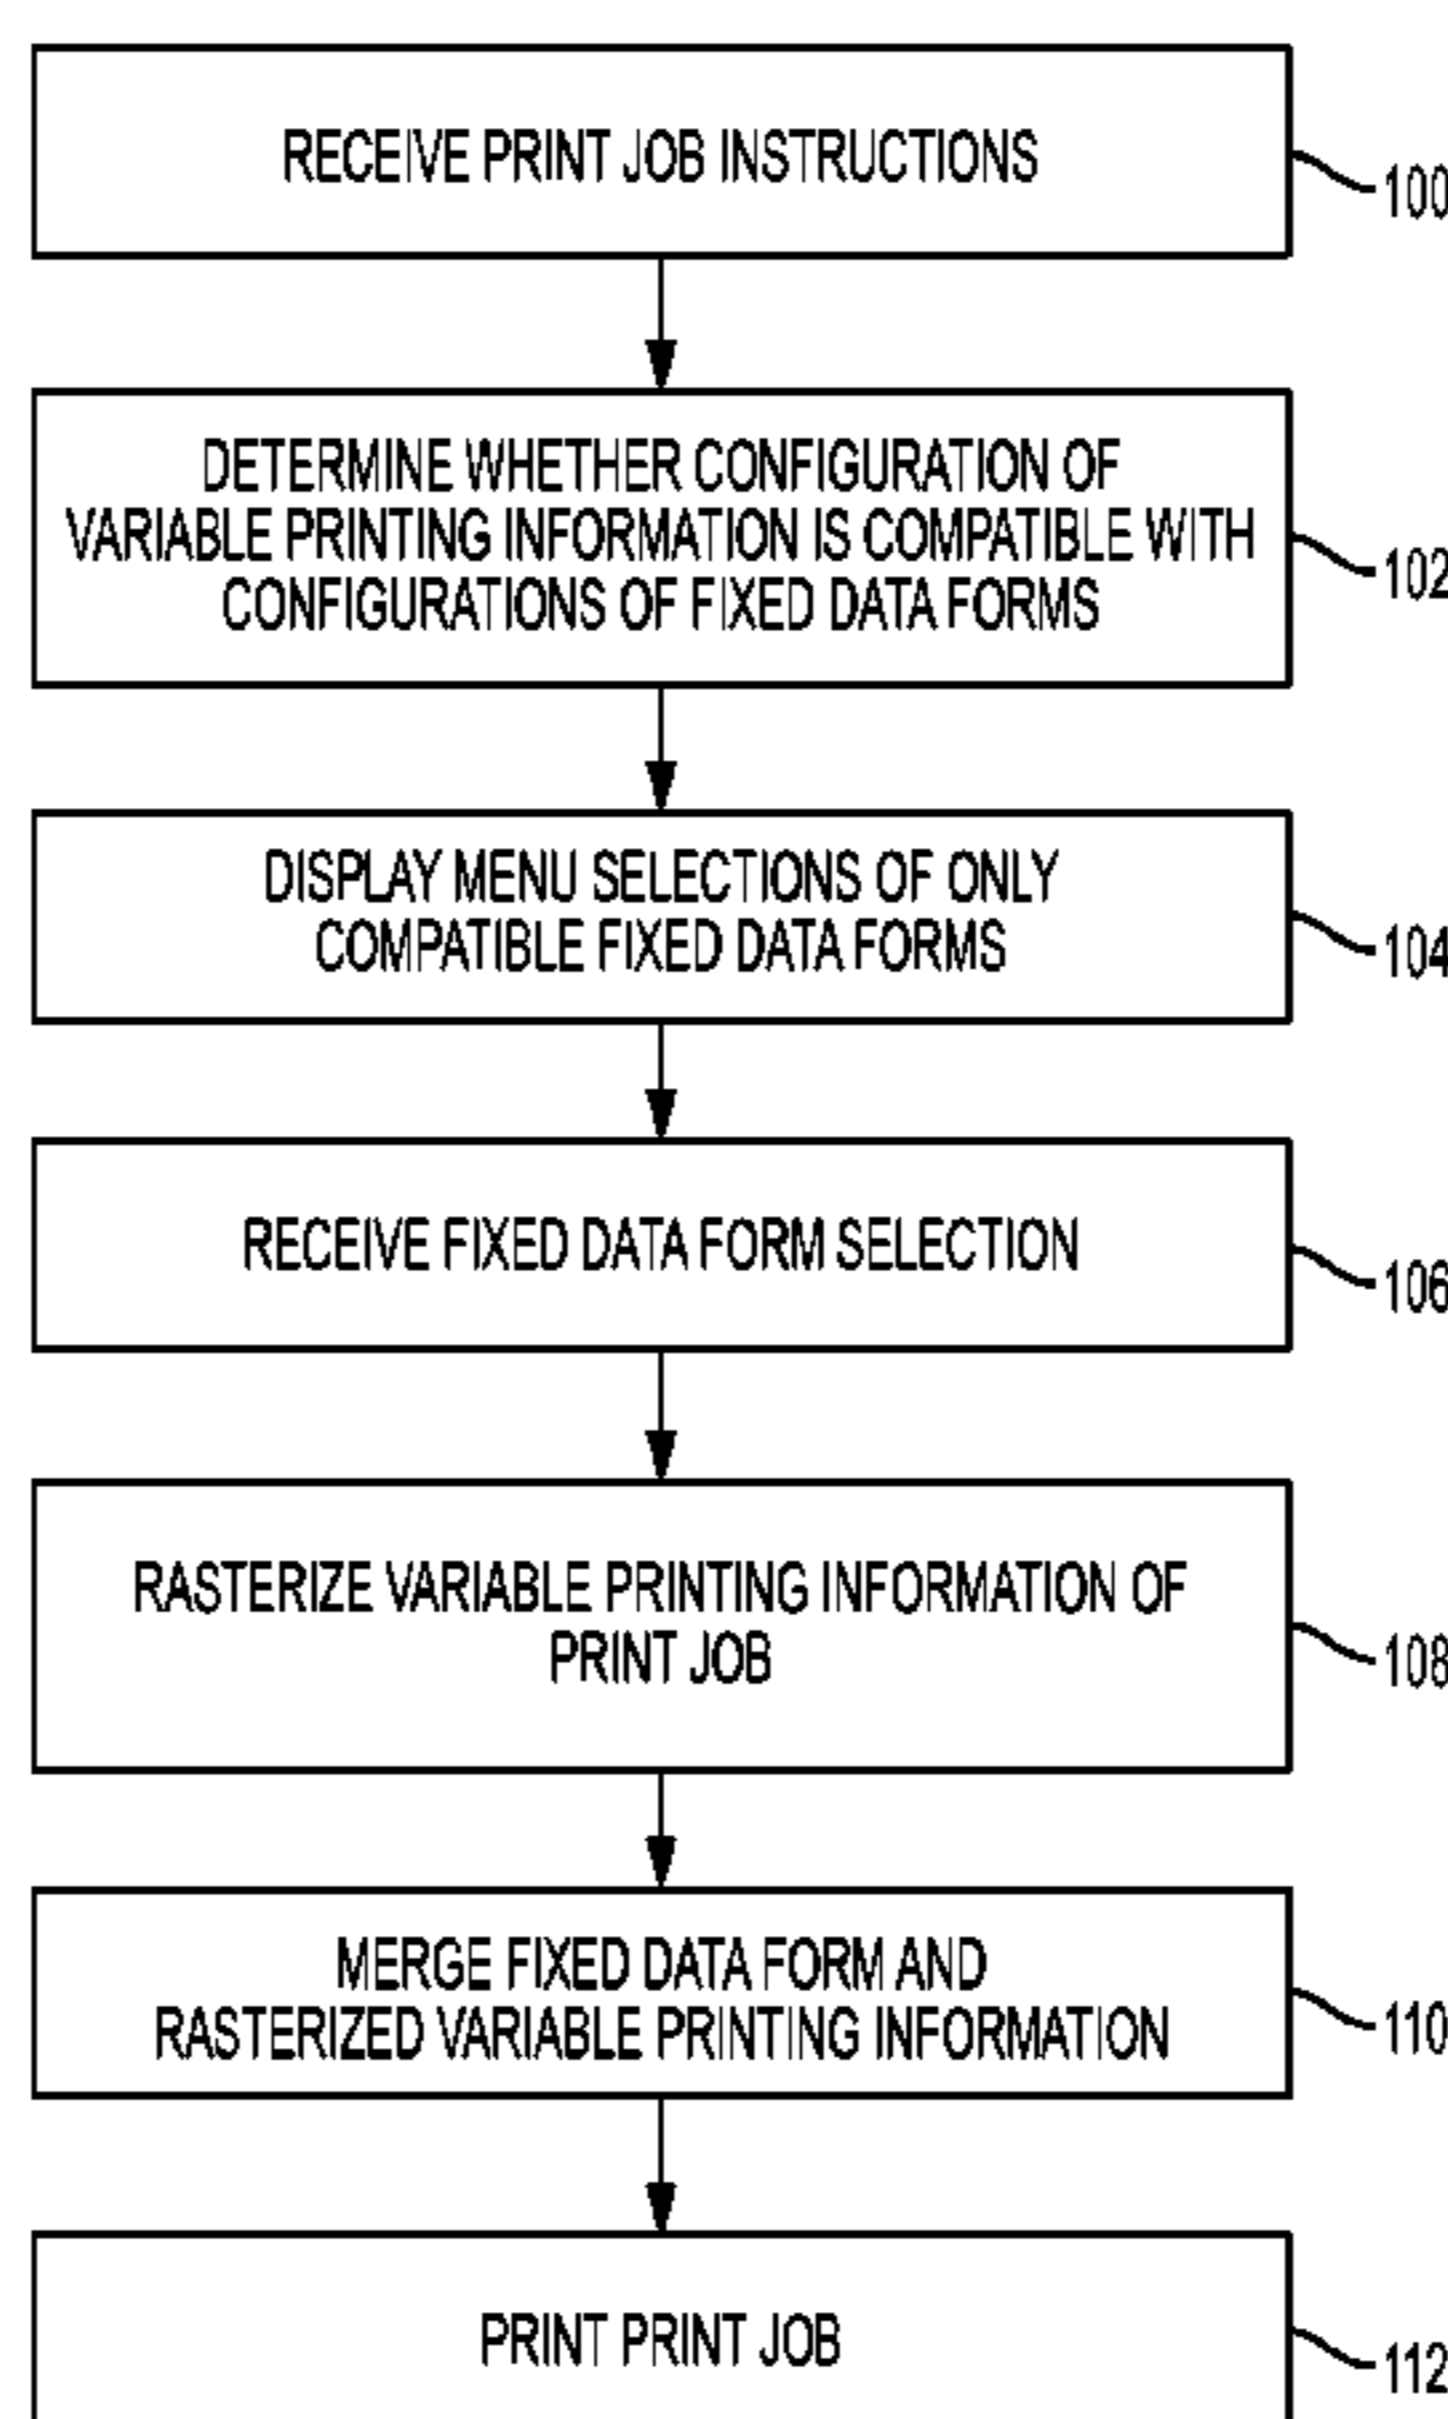 RECEIVE PRINT JOB INSTRUCTIONS
100
DETERMINE WHETHER CONFIGURATION OF
VARIABLE PRINTING INFORMATION IS COMPATIBLE WITH
CONFIGURATIONS OF FIXED DATA FORMS
102
DISPLAY MENU SELECTIONS OF ONLY
COMPATIBLE FIXED DATA FORMS
104
RECEIVE FIXED DATA FORM SELECTION
106
RASTERIZE VARIABLE PRINTING INFORMATION OF
PRINT JOB
108
MERGE FIXED DATA FORM AND
RASTERIZED VARIABLE PRINTING INFORMATION
110
PRINT PRINT JOB
112